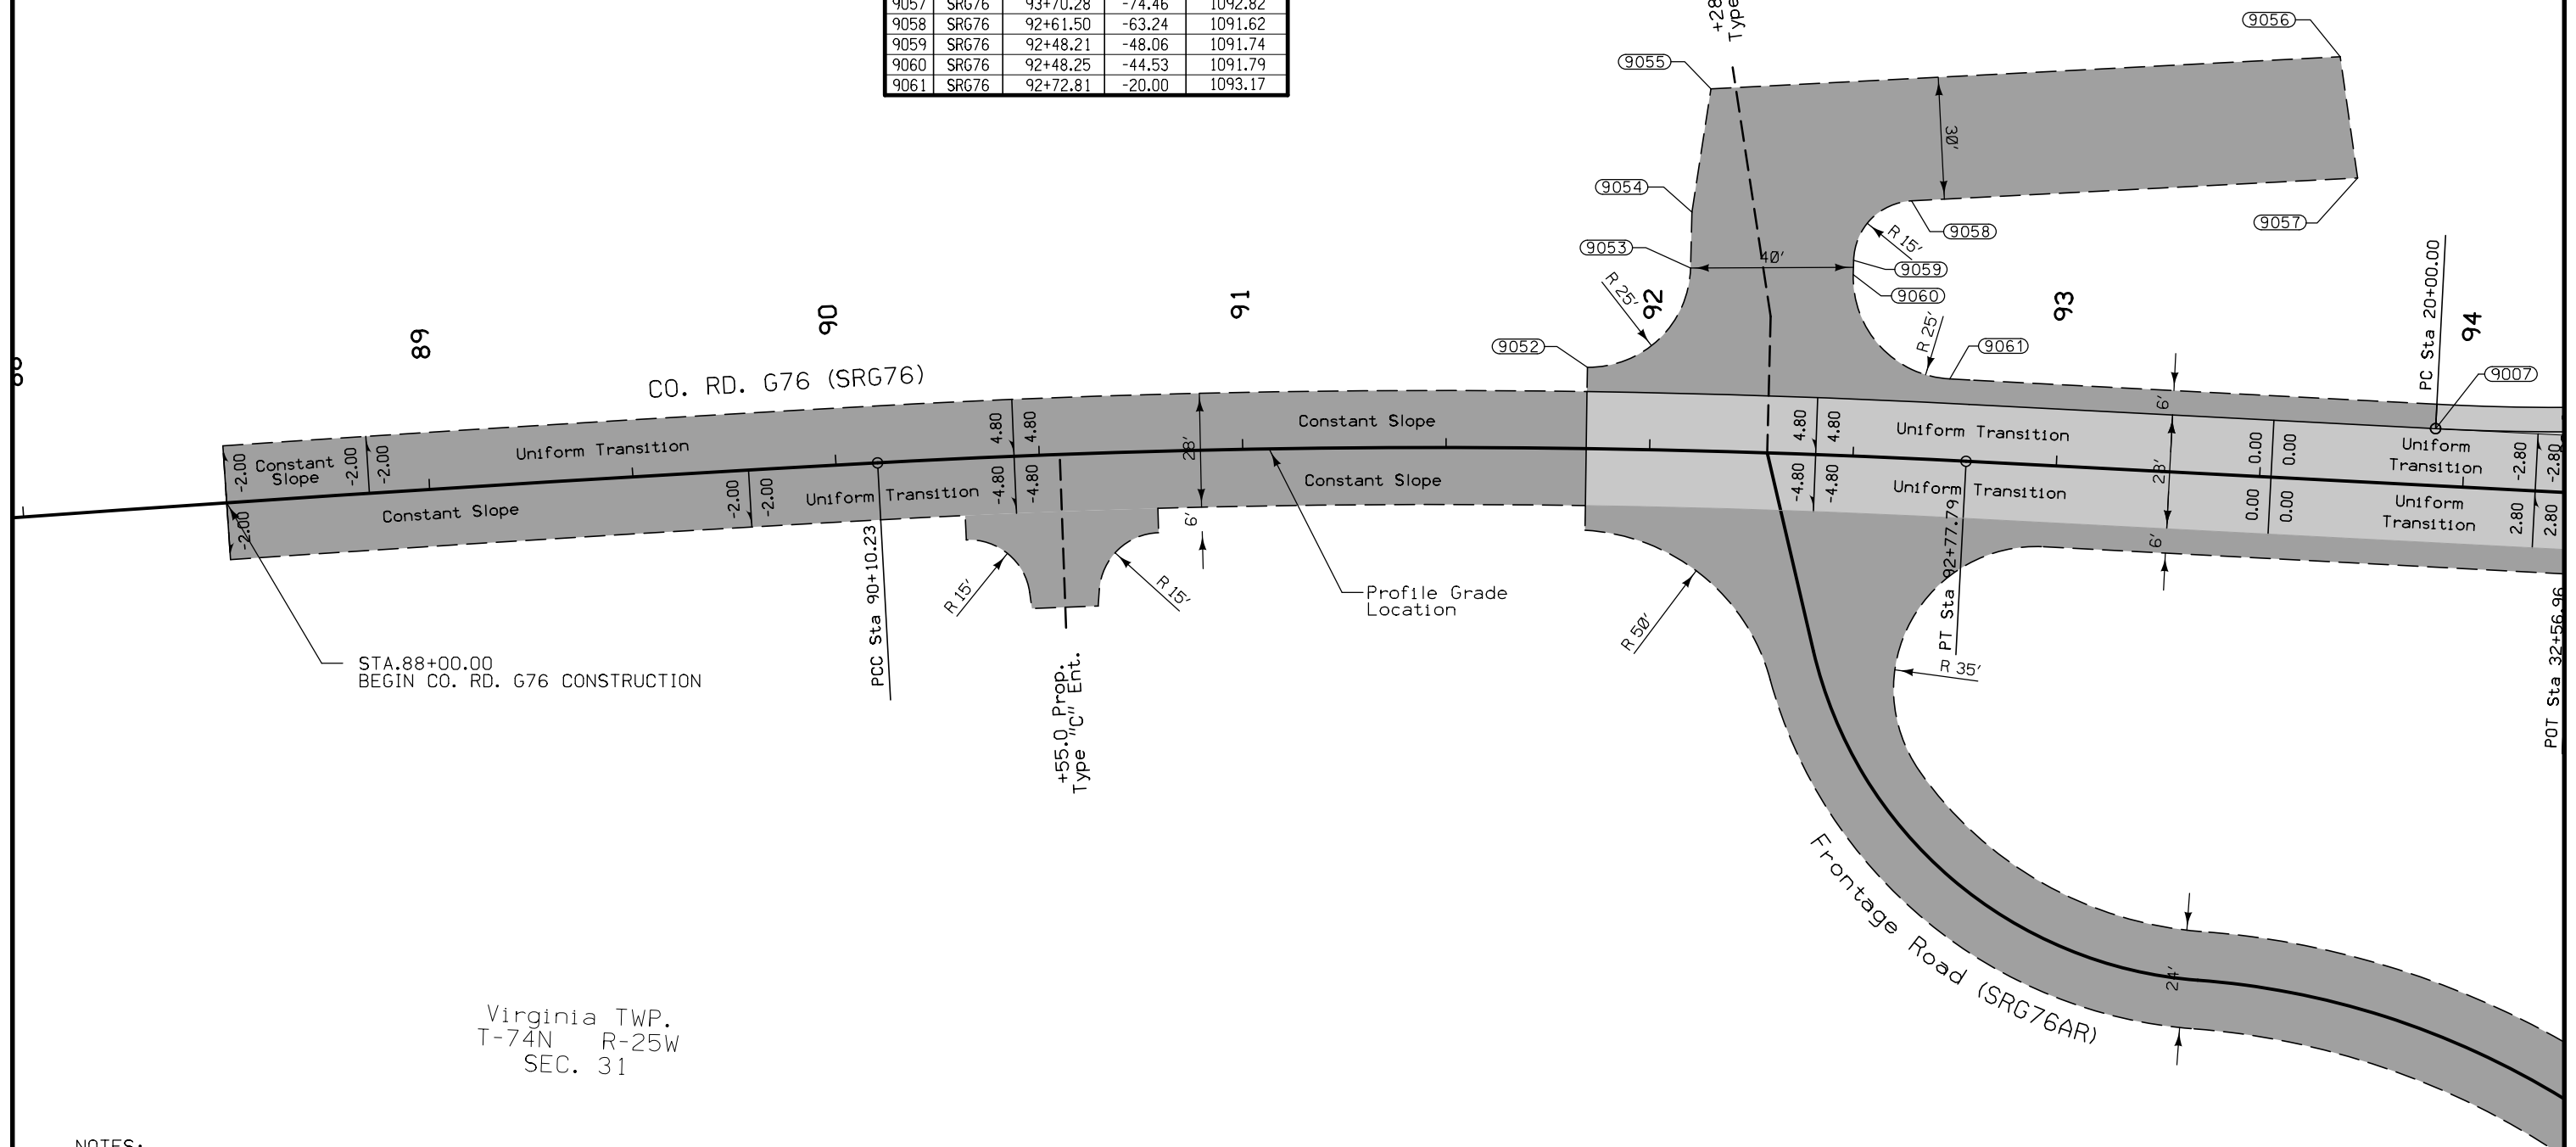 9057 SRG76 93+70.28 -74.46 1092.82
9058 SRG76 92+61.50 -63.24 1091.62
9059 SRG76 92+48.21 -48.06 1091.74
9060 SRG76 92+48.25 -44.53 1091.79
9061 SRG76 92+72.81 -20.00 1093.17
+28
Type
9056
9055
30'
9054
9057
9053
9058
R 15'
40'
9059
9060
R 25'
R 25'
89
90
91
92
93
94
PC Sta 20+00.00
9052
9061
9007
CO. RD. G76 (SRG76)
6'
-2.00
Constant
Slope
-2.00
-2.00
Uniform Transition
4.80
4.80
28'
Constant Slope
4.80
4.80
Uniform Transition
0.00
0.00
Uniform
Transition
-2.80
-2.80
-2.00
Constant Slope
-2.00
-2.00
Uniform Transition
-4.80
-4.80
Constant Slope
-4.80
-4.80
Uniform Transition
28'
0.00
0.00
Uniform
Transition
2.80
2.80
6'
6'
R 15'
R 15'
PCC Sta 90+10.23
Profile Grade
Location
R 50'
PT Sta 92+77.79
R 35'
POT Sta 32+56.96
STA.88+00.00
BEGIN CO. RD. G76 CONSTRUCTION
+55.0 Prop.
Type "C" Ent.
Frontage Road (SRG76AR)
24'
Virginia TWP.
T-74N R-25W
SEC. 31
NOTES: